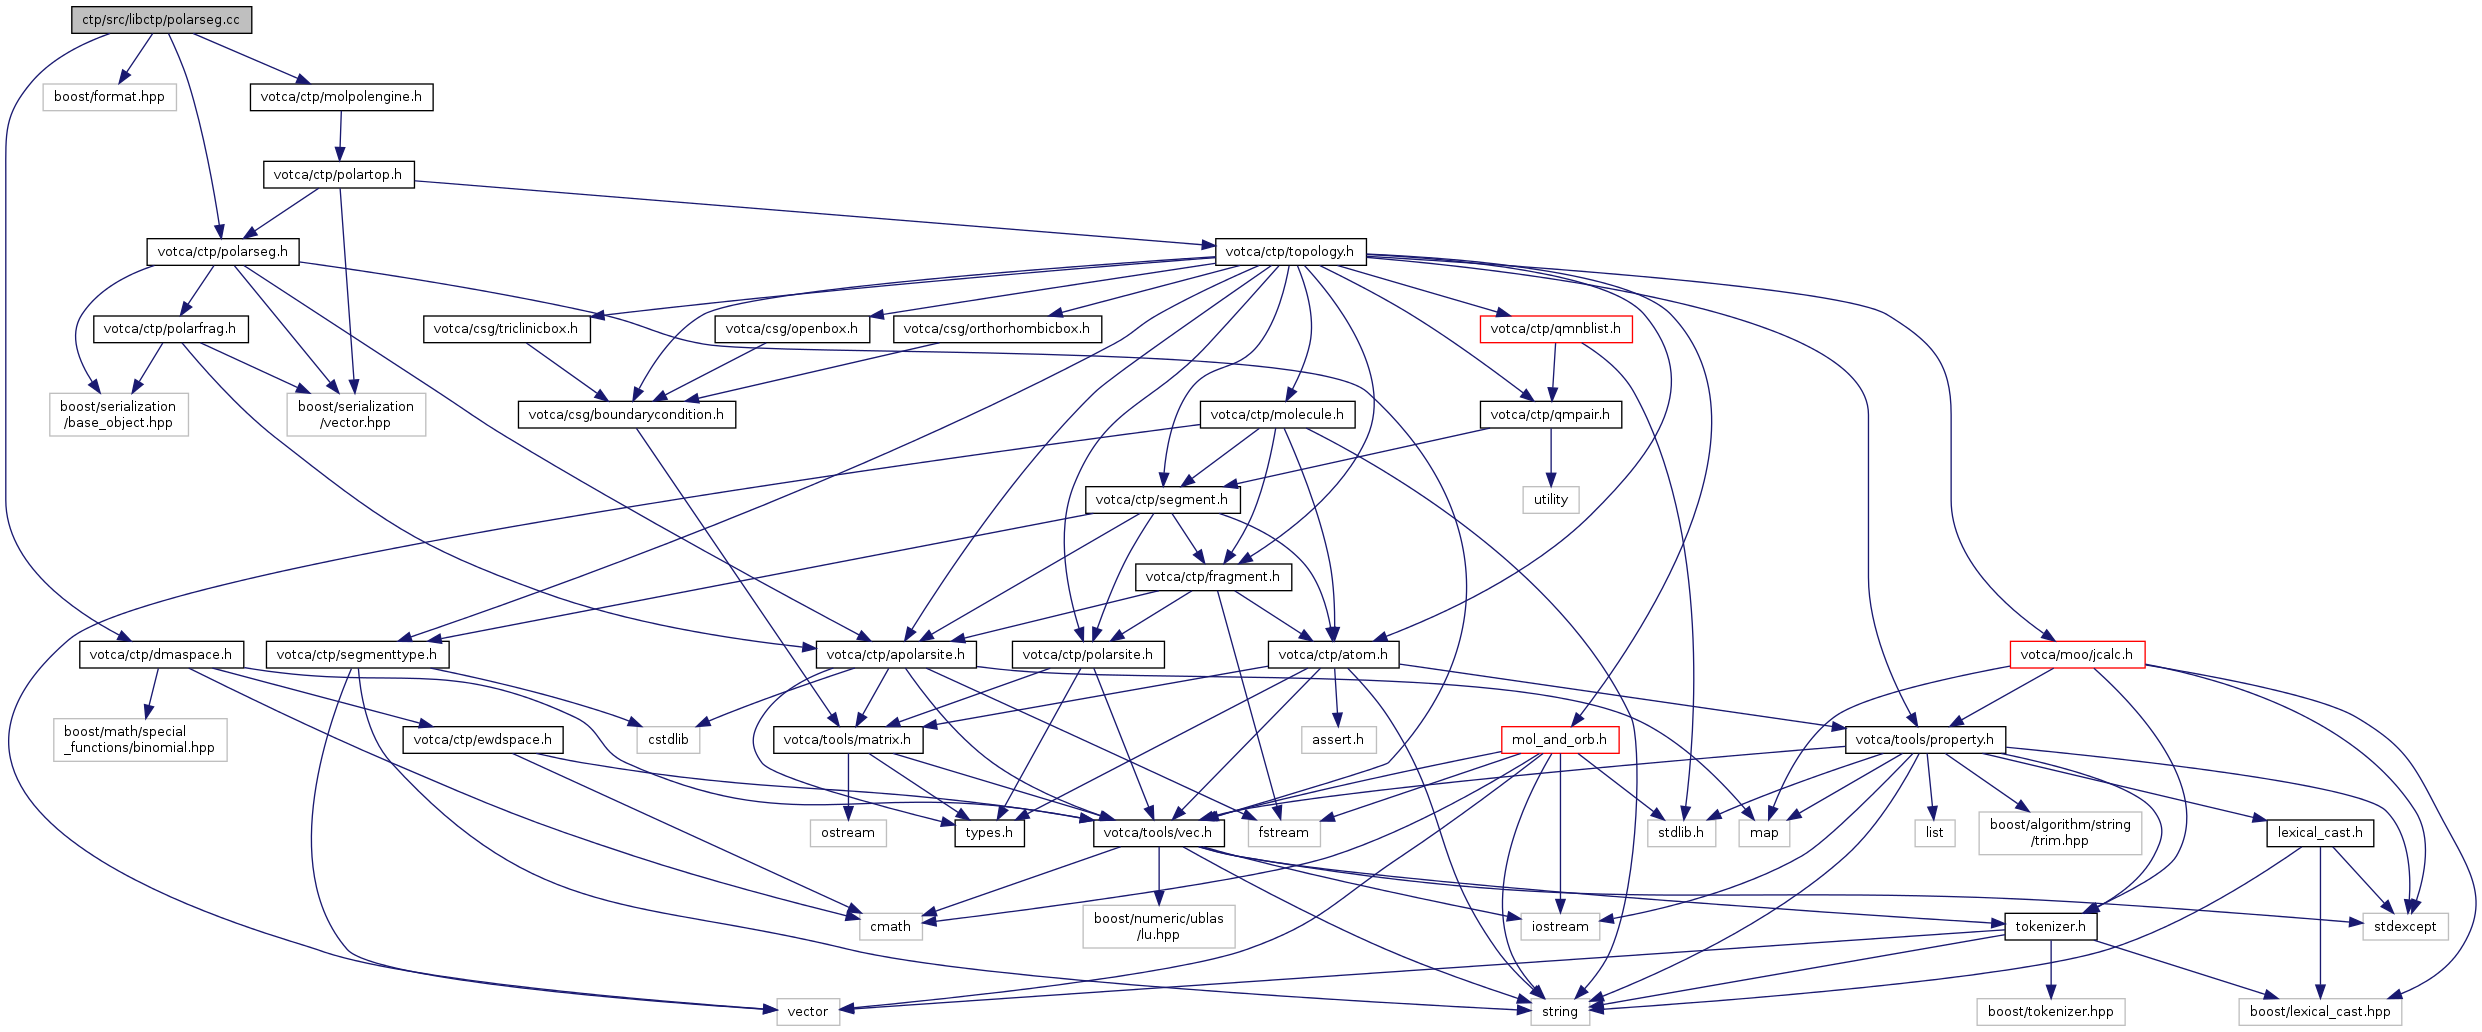 ctp/src/libctp/polarseg.cc
boost/format.hpp
votca/ctp/molpolengine.h
votca/ctp/polartop.h
votca/ctp/polarseg.h
votca/ctp/topology.h
votca/ctp/polarfrag.h
votca/csg/triclinicbox.h
votca/csg/openbox.h
votca/csg/orthorhombicbox.h
votca/ctp/qmnblist.h
boost/serialization
/base_object.hpp
boost/serialization
/vector.hpp
votca/csg/boundarycondition.h
votca/ctp/molecule.h
votca/ctp/qmpair.h
votca/ctp/segment.h
utility
votca/ctp/fragment.h
votca/ctp/dmaspace.h
votca/ctp/segmenttype.h
votca/ctp/apolarsite.h
votca/ctp/polarsite.h
votca/ctp/atom.h
votca/moo/jcalc.h
boost/math/special
_functions/binomial.hpp
votca/ctp/ewdspace.h
cstdlib
votca/tools/matrix.h
assert.h
mol_and_orb.h
votca/tools/property.h
ostream
types.h
votca/tools/vec.h
fstream
stdlib.h
map
list
boost/algorithm/string
/trim.hpp
lexical_cast.h
cmath
boost/numeric/ublas
/lu.hpp
iostream
tokenizer.h
stdexcept
vector
string
boost/tokenizer.hpp
boost/lexical_cast.hpp